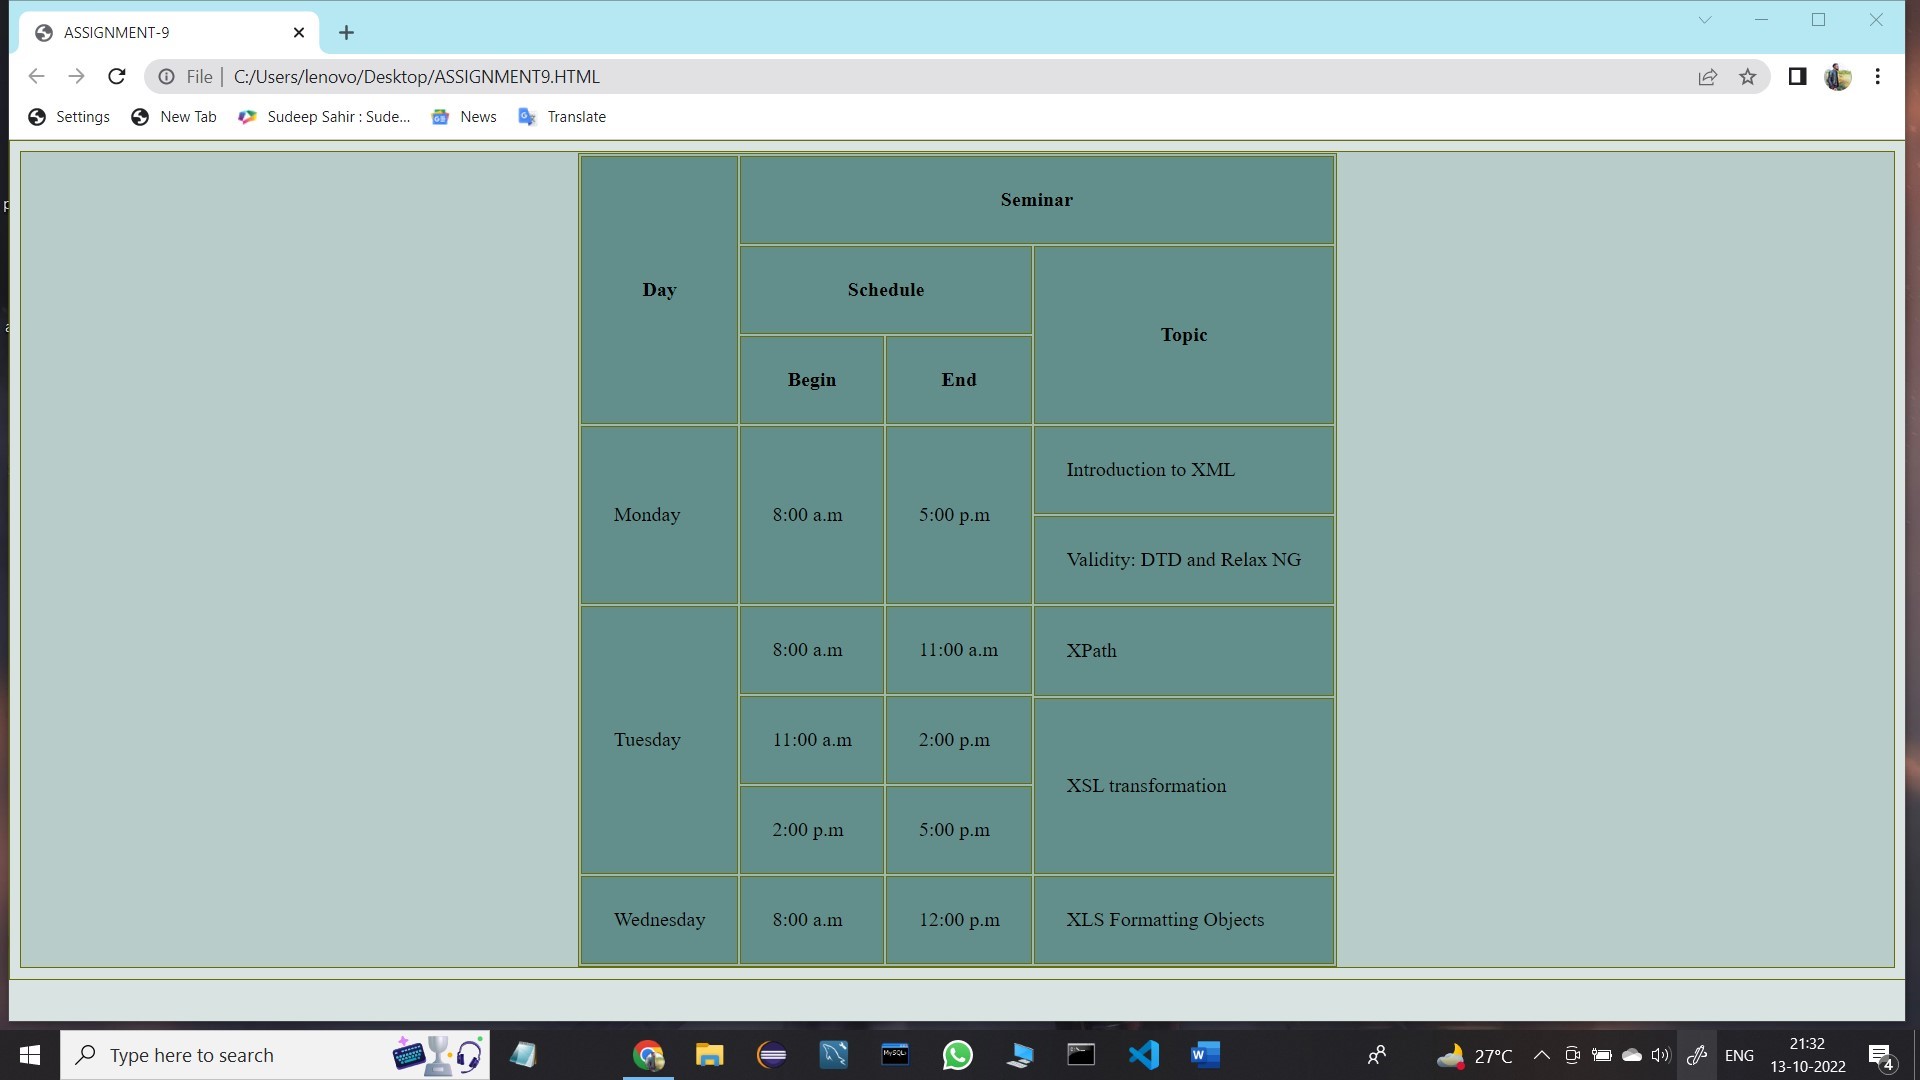 ASSIGNMENT-9
File
C:/Users/lenovo/Desktop/ASSIGNMENT9.HTML
Settings
New Tab
Sudeep Sahir : Sude...
News
Translate
Day
Seminar
Schedule
Topic
Begin
End
Monday
8:00 a.m
5:00 p.m
Introduction to XML
Validity: DTD and Relax NG
Tuesday
8:00 a.m
11:00 a.m
XPath
11:00 a.m
2:00 p.m
XSL transformation
2:00 p.m
5:00 p.m
Wednesday
8:00 a.m
12:00 p.m
XLS Formatting Objects
Type here to search
MySQL
27°C
ENG
21:32
13-10-2022
4